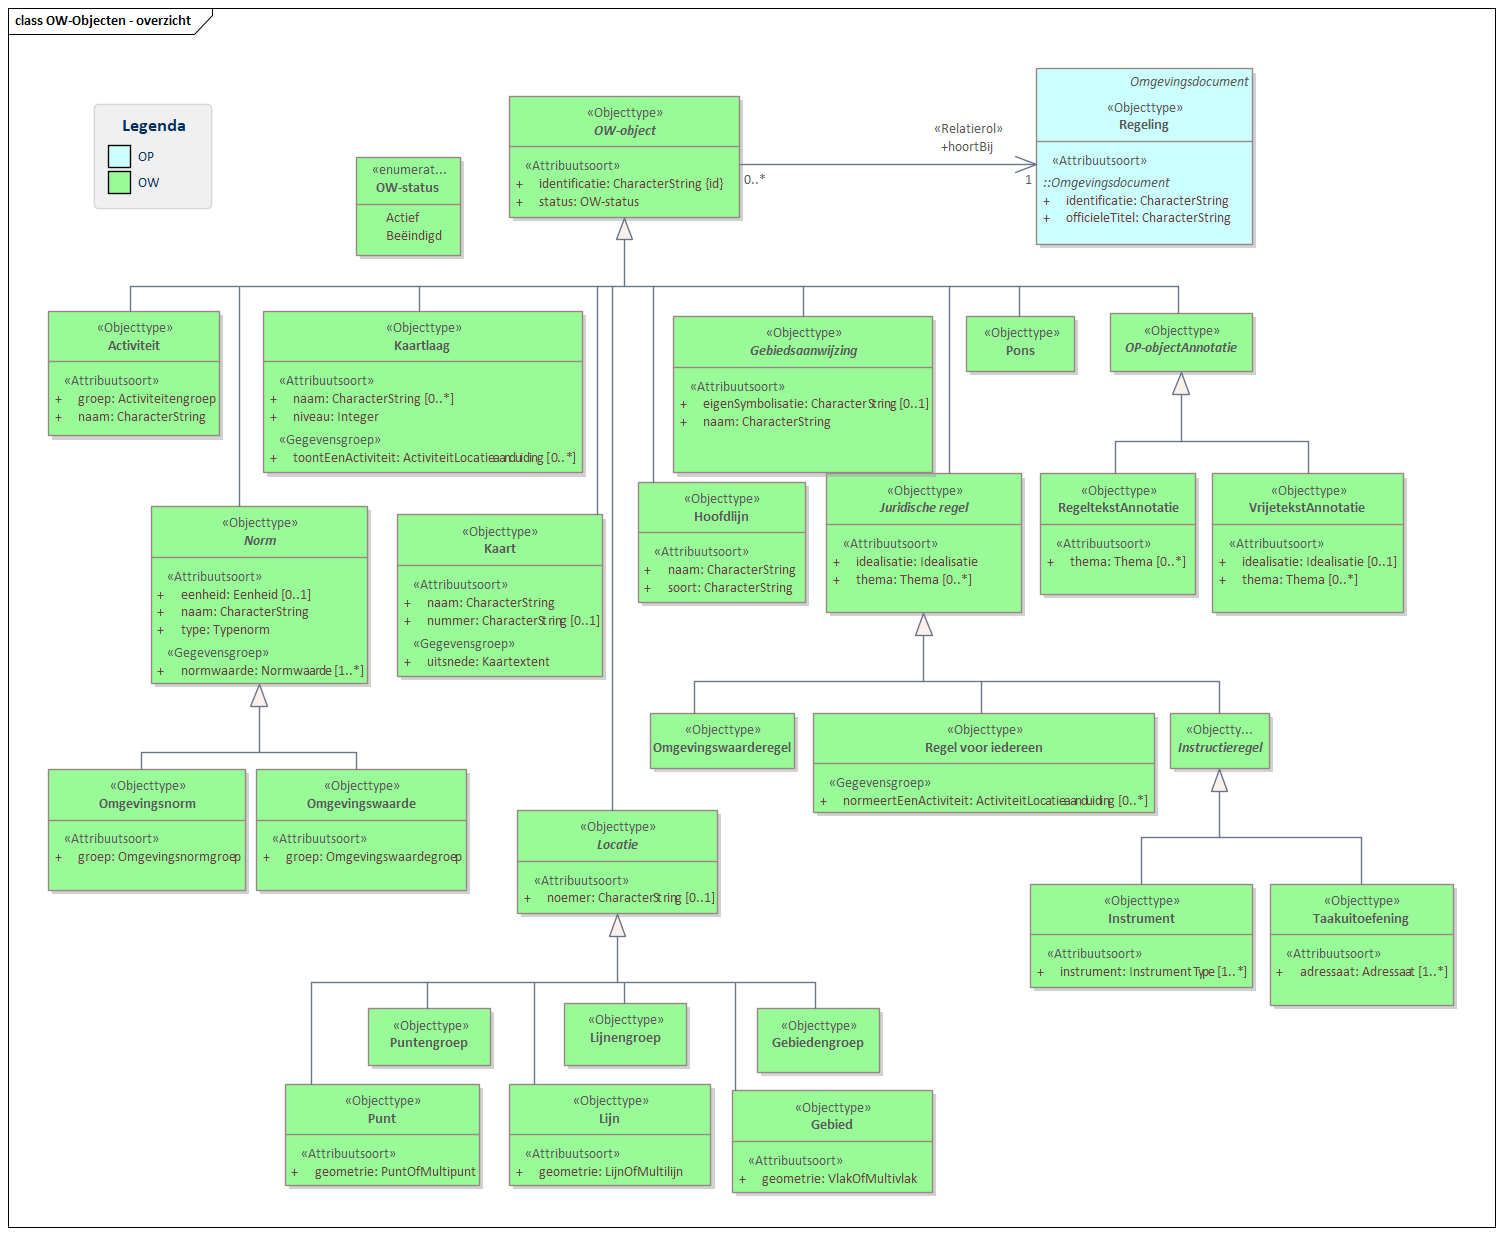 class OW-Objecten - overzicht
Legenda
OP
OW
«enumerat...
OW-status
Actief
Beëindigd
«Objecttype»
OW-object
«Attribuutsoort»
+ identificatie: CharacterString {id}
+ status: OW-status
0..*
«Relatierol»
+hoortBij
1
Omgevingsdocument
«Objecttype»
Regeling
«Attribuutsoort»
::Omgevingsdocument
+ identificatie: CharacterString
+ officieleTitel: CharacterString
«Objecttype»
Activiteit
«Attribuutsoort»
+ groep: Activiteitengroep
+ naam: CharacterString
«Objecttype»
Kaartlaag
«Attribuutsoort»
+ naam: CharacterString [0..*]
+ niveau: Integer
«Gegevensgroep»
+ toontEenActiviteit: ActiviteitLocatieaanduiding [0..*]
«Objecttype»
Gebiedsaanwijzing
«Attribuutsoort»
+ eigenSymbolisatie: CharacterString [0..1]
+ naam: CharacterString
«Objecttype»
Pons
«Objecttype»
OP-objectAnnotatie
«Objecttype»
Norm
«Attribuutsoort»
+ eenheid: Eenheid [0..1]
+ naam: CharacterString
+ type: Typenorm
«Gegevensgroep»
+ normwaarde: Normwaarde [1..*]
«Objecttype»
Kaart
«Attribuutsoort»
+ naam: CharacterString
+ nummer: CharacterString [0..1]
«Gegevensgroep»
+ uitsnede: Kaartextent
«Objecttype»
Hoofdlijn
«Attribuutsoort»
+ naam: CharacterString
+ soort: CharacterString
«Objecttype»
Juridische regel
«Attribuutsoort»
+ idealisatie: Idealisatie
+ thema: Thema [0..*]
«Objecttype»
RegeltekstAnnotatie
«Attribuutsoort»
+ thema: Thema [0..*]
«Objecttype»
VrijetekstAnnotatie
«Attribuutsoort»
+ idealisatie: Idealisatie [0..1]
+ thema: Thema [0..*]
«Objecttype»
Omgevingsnorm
«Attribuutsoort»
+ groep: Omgevingsnormgroep
«Objecttype»
Omgevingswaarde
«Attribuutsoort»
+ groep: Omgevingswaardegroep
«Objecttype»
Omgevingswaarderegel
«Objecttype»
Regel voor iedereen
«Gegevensgroep»
+ normeertEenActiviteit: ActiviteitLocatieaanduiding [0..*]
«Objectty...
Instructieregel
«Objecttype»
Locatie
«Attribuutsoort»
+ noemer: CharacterString [0..1]
«Objecttype»
Instrument
«Attribuutsoort»
+ instrument: InstrumentType [1..*]
«Objecttype»
Taakuitoefening
«Attribuutsoort»
+ adressaat: Adressaat [1..*]
«Objecttype»
Puntengroep
«Objecttype»
Lijnengroep
«Objecttype»
Gebiedengroep
«Objecttype»
Punt
«Attribuutsoort»
+ geometrie: PuntOfMultipunt
«Objecttype»
Lijn
«Attribuutsoort»
+ geometrie: LijnOfMultilijn
«Objecttype»
Gebied
«Attribuutsoort»
+ geometrie: VlakOfMultivlak